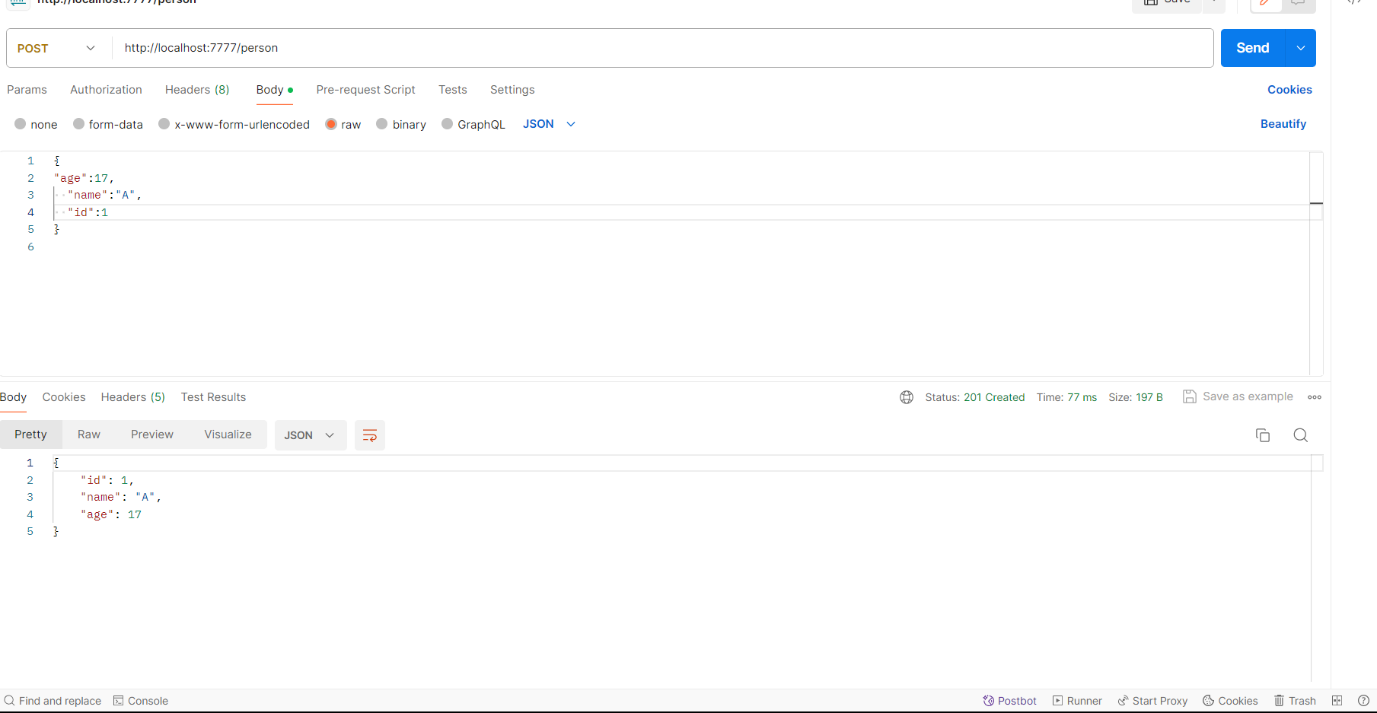 http://localhost:7777/person
Save
POST http://localhost:7777/person Send
Params Authorization Headers (8) Body Pre-request Script Tests Settings Cookies
none form-data x-www-form-urlencoded raw binary GraphQL JSON Beautify
1 {
2 "age":17,
3 "name":"A",
4 "id":1
5 }
6
Body Cookies Headers (5) Test Results Status: 201 Created Time: 77 ms Size: 197 B Save as example
Pretty Raw Preview Visualize JSON
1 {
2 "id": 1,
3 "name": "A",
4 "age": 17
5 }
Find and replace Console Postbot Runner Start Proxy Cookies Trash